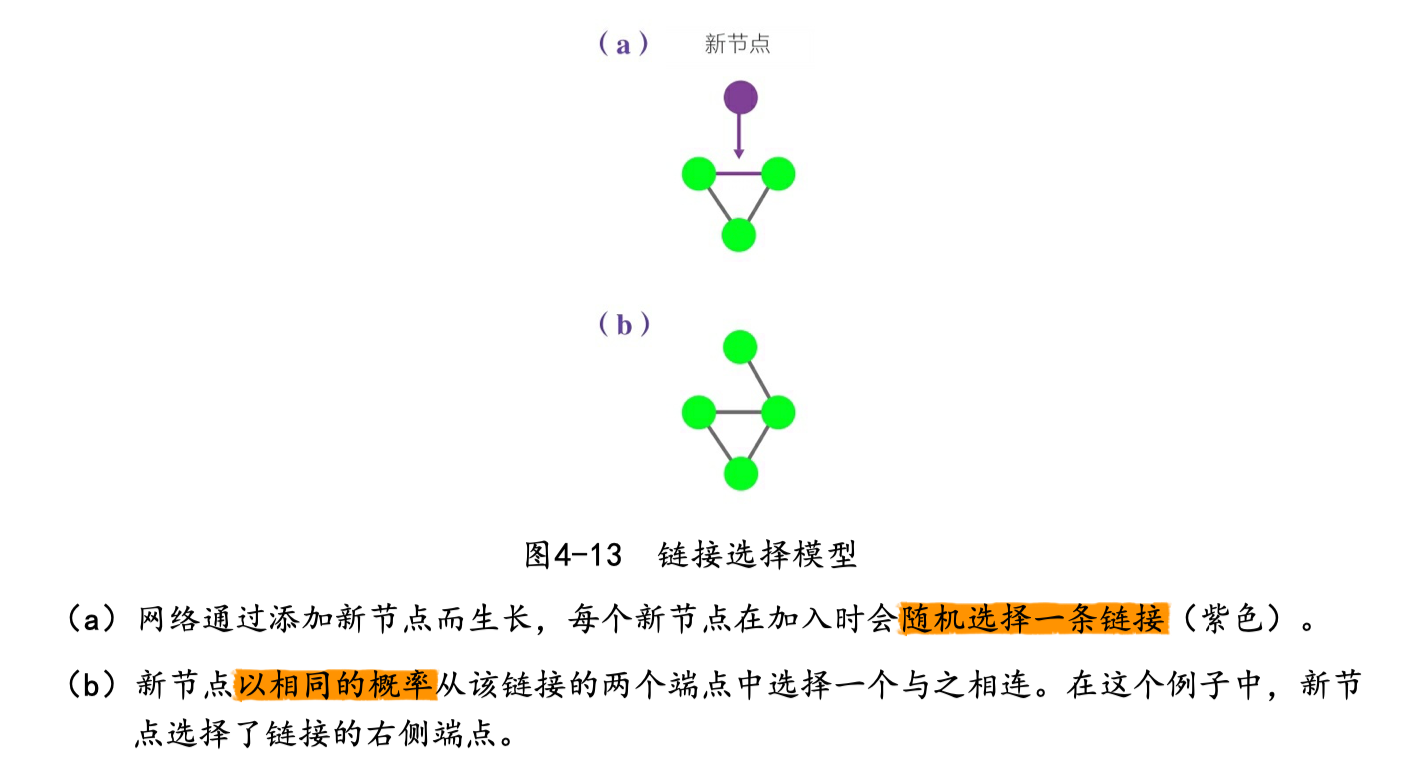 （a） 新节点
（b）
图4-13 链接选择模型
（a）网络通过添加新节点而生长，每个新节点在加入时会随机选择一条链接（紫色）。
（b）新节点以相同的概率从该链接的两个端点中选择一个与之相连。在这个例子中，新节
点选择了链接的右侧端点。